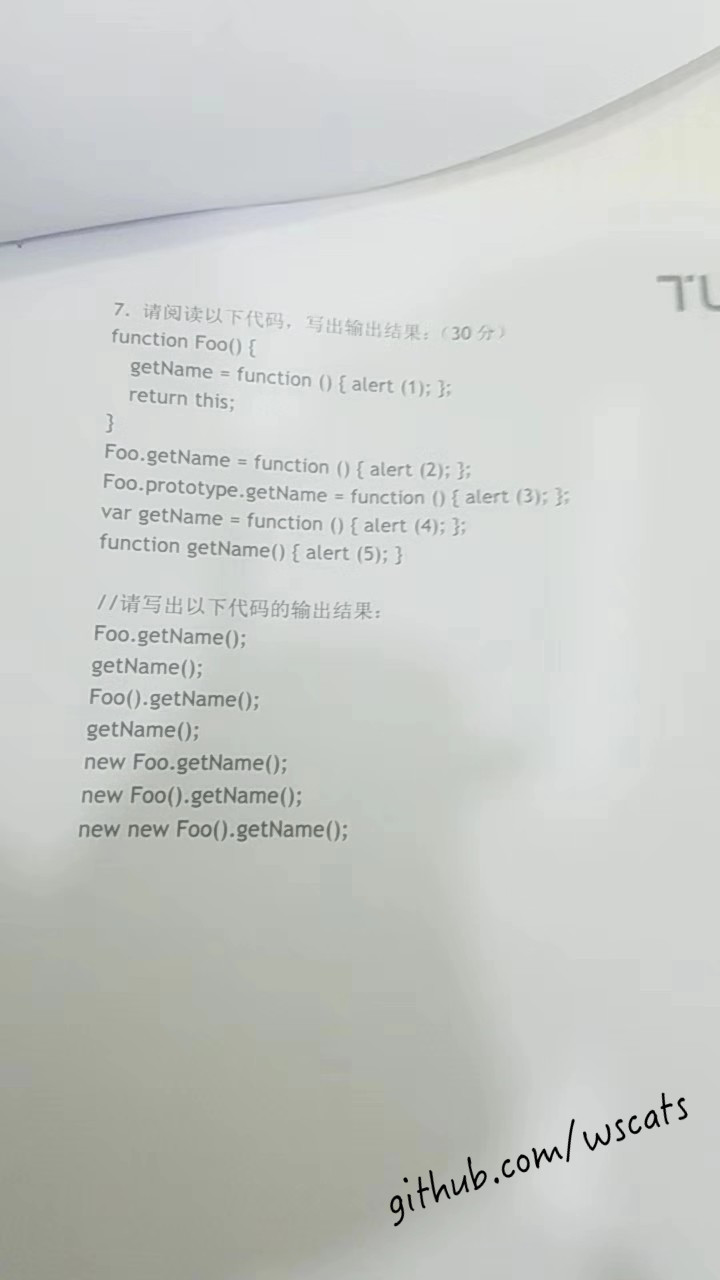 TU
7. 请阅读以下代码，写出输出结果：（30 分）
function Foo() {
getName = function () { alert (1); };
return this;
}
Foo.getName = function () { alert (2); };
Foo.prototype.getName = function () { alert (3); };
var getName = function () { alert (4); };
function getName() { alert (5); }
//请写出以下代码的输出结果：
Foo.getName();
getName();
Foo().getName();
getName();
new Foo.getName();
new Foo().getName();
new new Foo().getName();
github.com/wscats